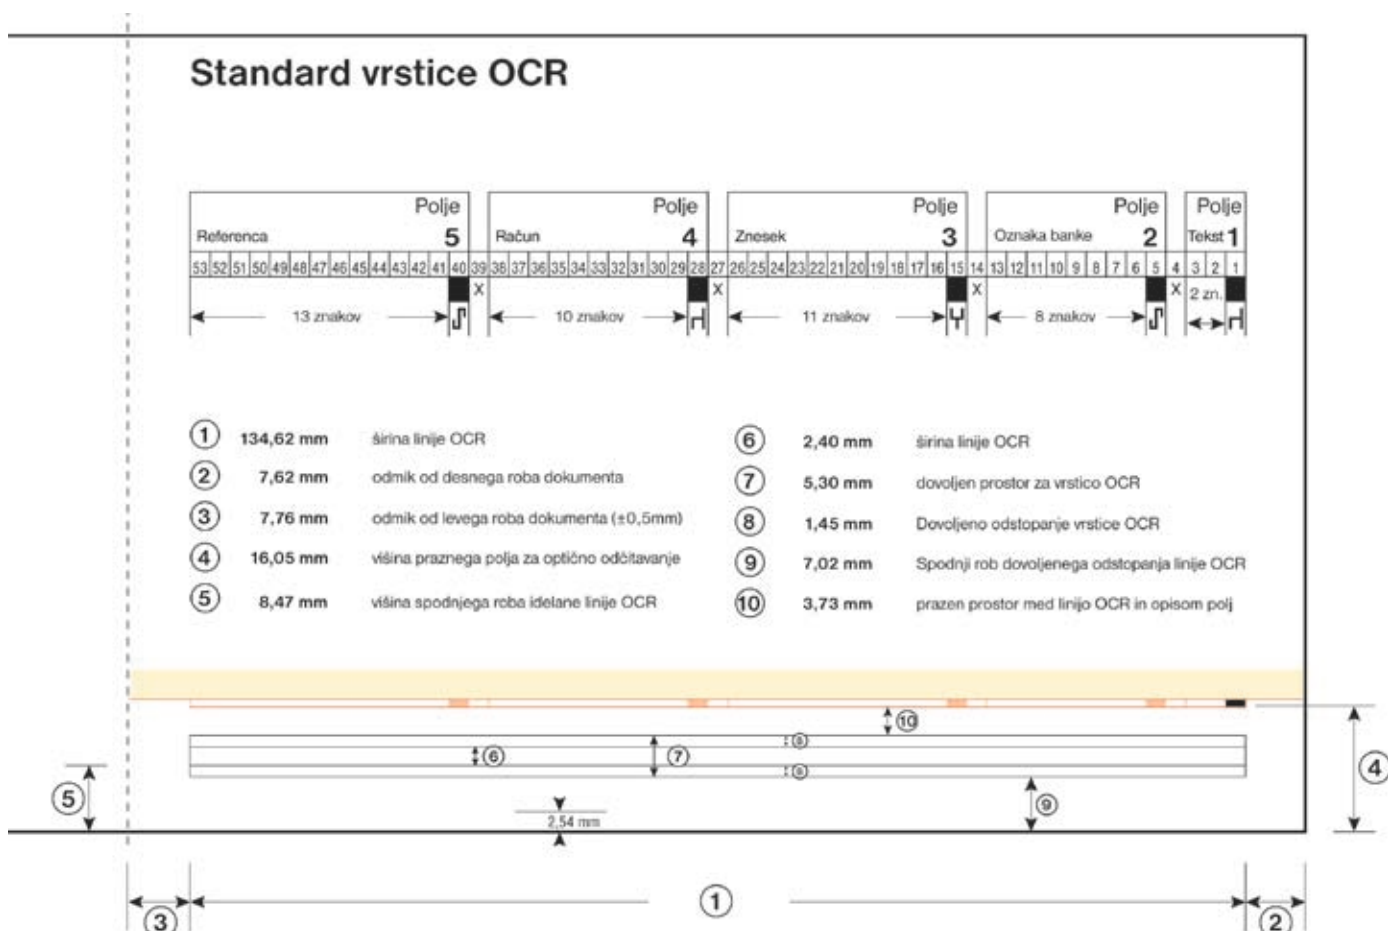 Standard vrstice OCR
Polje Polje Polje Polje Polje
Referenca 5 Račun 4 Znesek 3 Oznaka banke 2 Tekst 1
53 52 51 50 49 48 47 46 45 44 43 42 41 40 39 38 37 36 35 34 33 32 31 30 29 28 27 26 25 24 23 22 21 20 19 18 17 16 15 14 13 12 11 10 9 8 7 6 5 4 3 2 1
X X X X 2 zn.
13 znakov 10 znakov 11 znakov 8 znakov
1 134,62 mm širina linije OCR
2 7,62 mm odmik od desnega roba dokumenta
3 7,76 mm odmik od levega roba dokumenta (±0,5mm)
4 16,05 mm višina praznega polja za optično odčitavanje
5 8,47 mm višina spodnjega roba idelane linije OCR
6 2,40 mm širina linije OCR
7 5,30 mm dovoljen prostor za vrstico OCR
8 1,45 mm Dovoljeno odstopanje vrstice OCR
9 7,02 mm Spodnji rob dovoljenega odstopanja linije OCR
10 3,73 mm prazen prostor med linijo OCR in opisom polj
10
8
6 7
8
4
5
9
2,54 mm
1
3 2